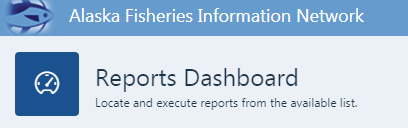 Alaska Fisheries Information Network
Reports Dashboard
Locate and execute reports from the available list.